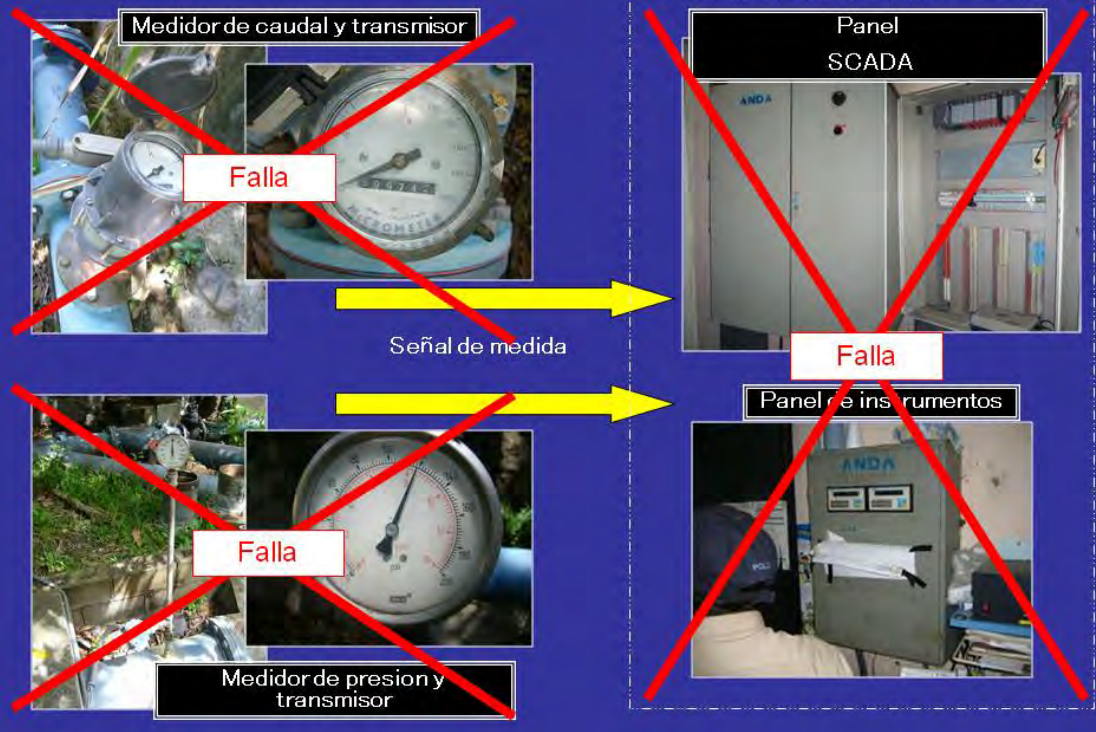 Medidor de caudal y transmisor
Falla
MICROMETER
Señal de medida
Falla
psi
Medidor de presion y
transmisor
Panel
SCADA
ANDA
Falla
Panel de instrumentos
ANDA